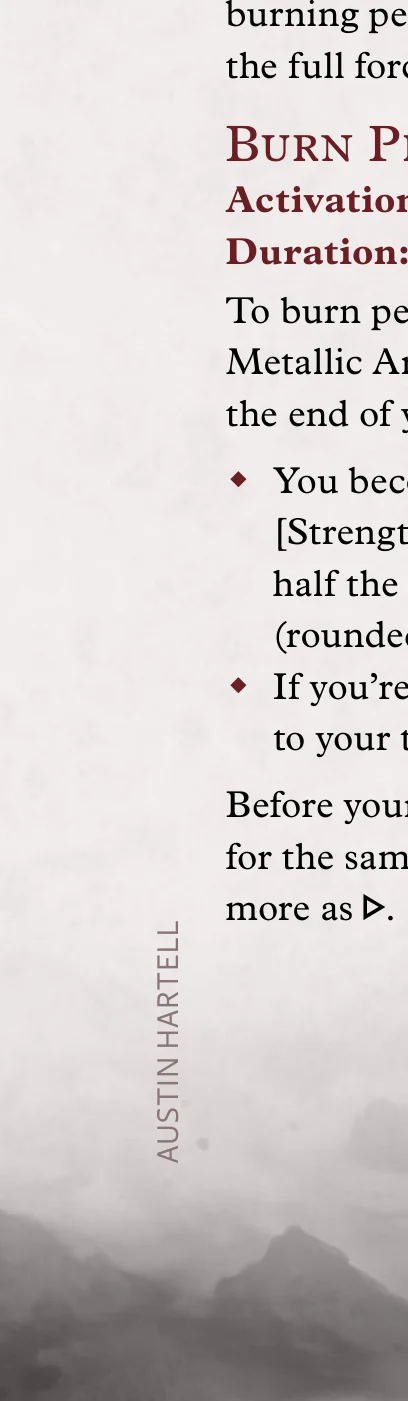 burning pe
the full forc
BURN P
Activation
Duration:
To burn pe
Metallic Ar
the end of y
◆ You beco
[Strengt
half the
(rounded
◆ If you’re
to your t
Before your
for the sam
more as ▷.
AUSTIN HARTELL